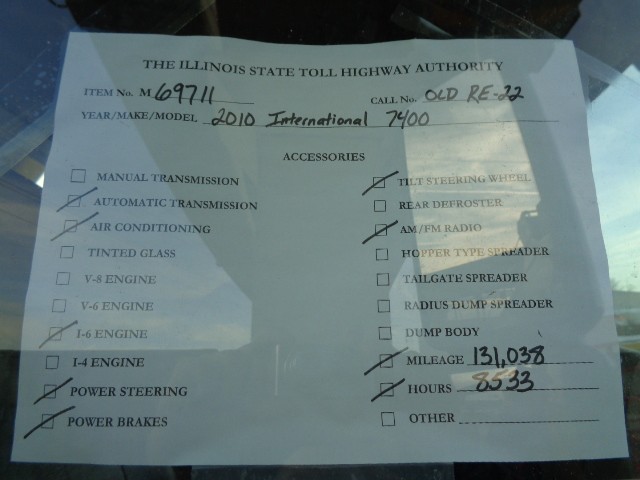 THE ILLINOIS STATE TOLL HIGHWAY AUTHORITY
ITEM No. M 69711 CALL No. OLD RE-22
YEAR/MAKE/MODEL 2010 International 7400
ACCESSORIES
MANUAL TRANSMISSION
AUTOMATIC TRANSMISSION
AIR CONDITIONING
TINTED GLASS
V-8 ENGINE
V-6 ENGINE
I-6 ENGINE
I-4 ENGINE
POWER STEERING
POWER BRAKES
TILT STEERING WHEEL
REAR DEFROSTER
AM/FM RADIO
HOPPER TYPE SPREADER
TAILGATE SPREADER
RADIUS DUMP SPREADER
DUMP BODY
MILEAGE 131,038
HOURS 8533
OTHER